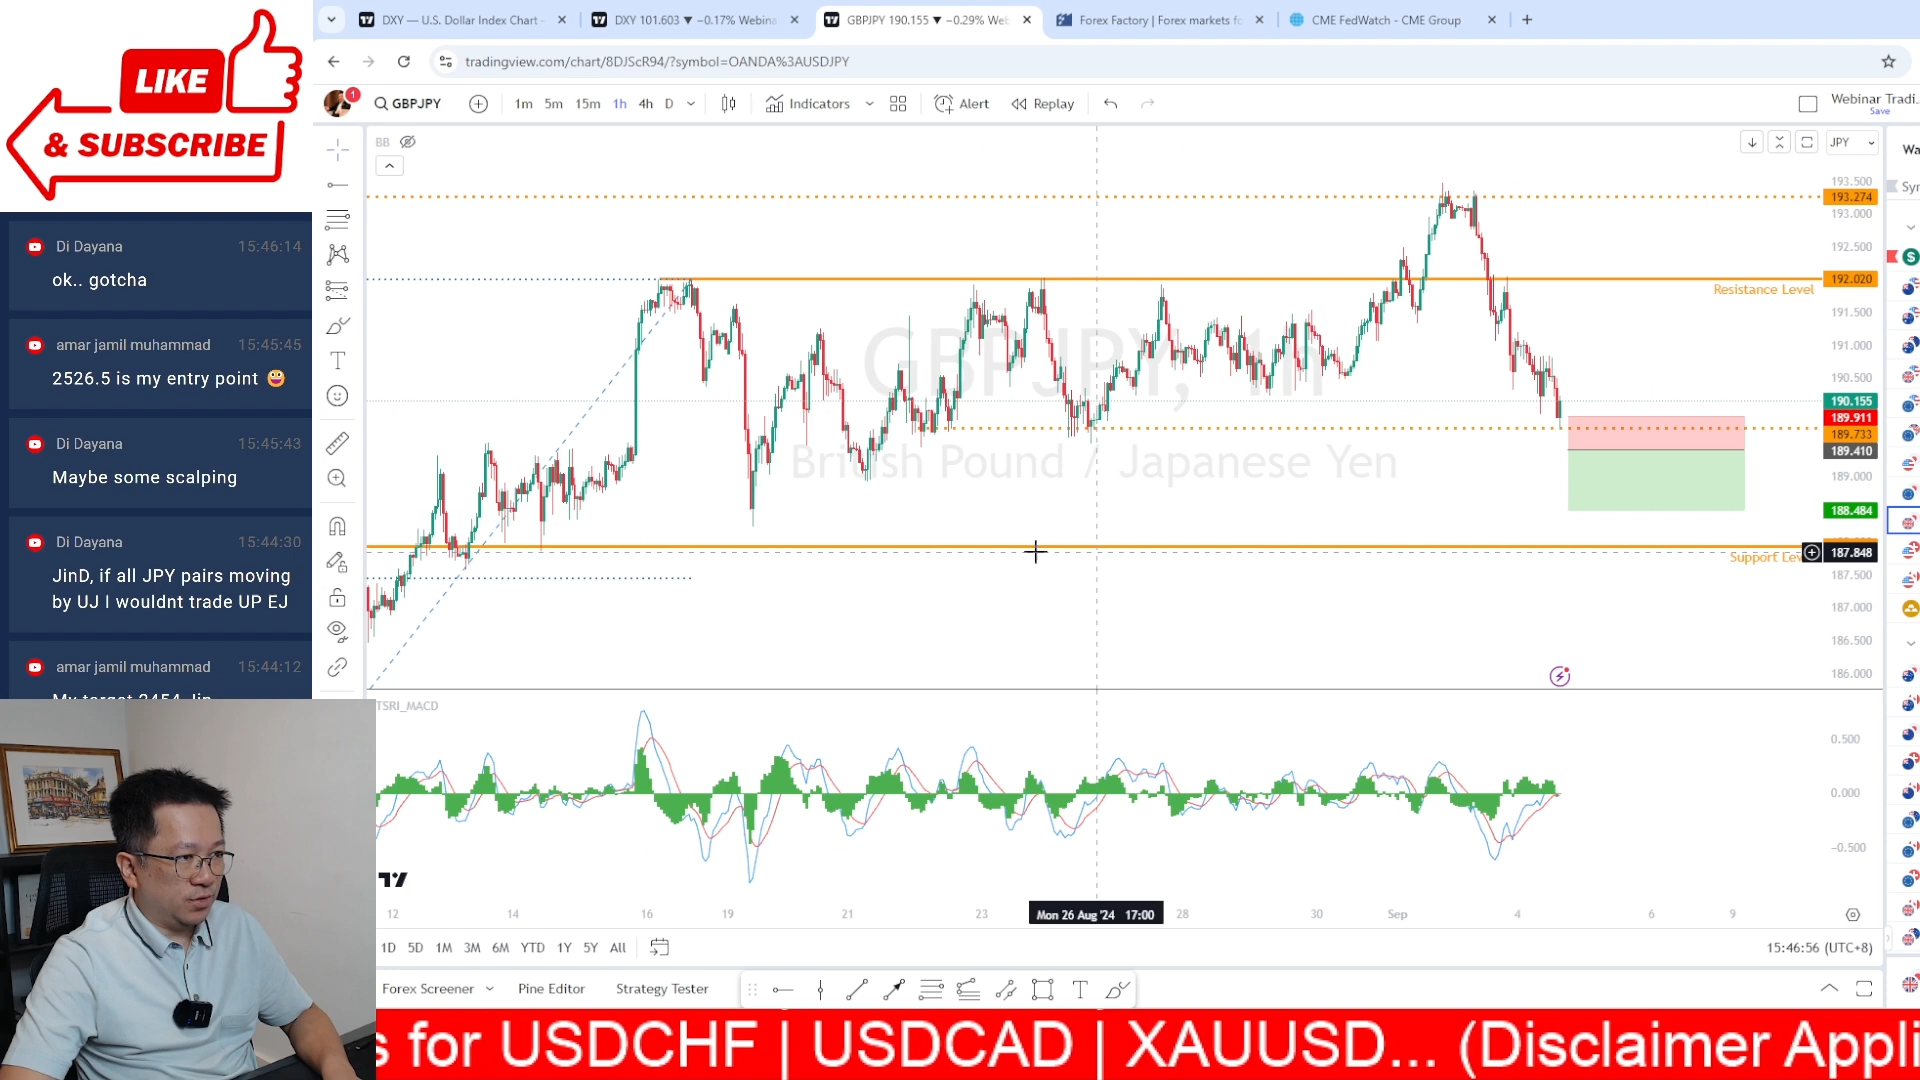 DXY — U.S. Dollar Index Chart
DXY 101.603 ▼ −0.17% Webina
GBPJPY 190.155 ▼ −0.29% Web
Forex Factory | Forex markets fo
CME FedWatch - CME Group
tradingview.com/chart/8DJScR94/?symbol=OANDA%3AUSDJPY
LIKE
& SUBSCRIBE
1
GBPJPY
1m 5m 15m 1h 4h D
Indicators
Alert
Replay
Webinar Tradi...
Save
BB
JPY
Wa
Syr
Di Dayana 15:46:14
ok.. gotcha
amar jamil muhammad 15:45:45
2526.5 is my entry point
Di Dayana 15:45:43
Maybe some scalping
Di Dayana 15:44:30
JinD, if all JPY pairs moving
by UJ I wouldnt trade UP EJ
amar jamil muhammad 15:44:12
GBPJPY, 1h
British Pound / Japanese Yen
Resistance Level
Support Lev
193.500
193.274
193.000
192.500
192.020
191.500
191.000
190.500
190.155
189.911
189.733
189.410
189.000
188.484
187.848
187.500
187.000
186.500
186.000
TSRI_MACD
0.500
0.000
−0.500
12 14 16 19 21 23 Mon 26 Aug '24 17:00 28 30 Sep 4 6 9
1D 5D 1M 3M 6M YTD 1Y 5Y All
15:46:56 (UTC+8)
Forex Screener
Pine Editor
Strategy Tester
s for USDCHF | USDCAD | XAUUSD... (Disclaimer Appli